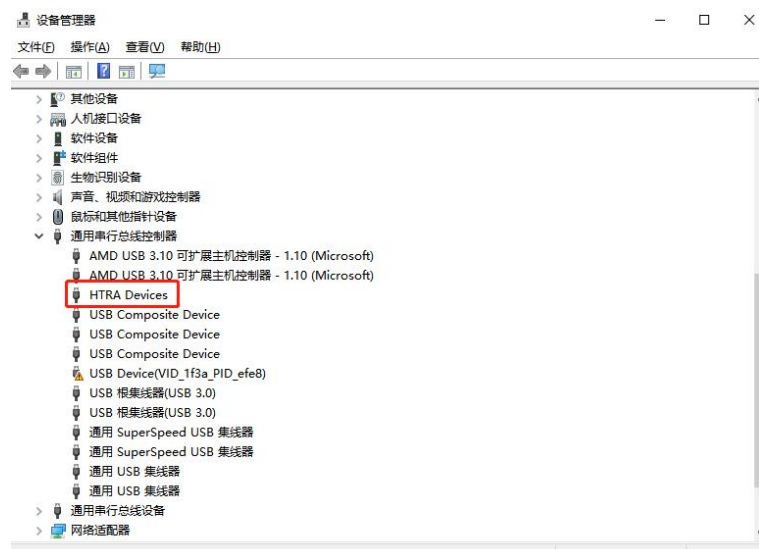 设备管理器
文件(F) 操作(A) 查看(V) 帮助(H)
其他设备
人机接口设备
软件设备
软件组件
生物识别设备
声音、视频和游戏控制器
鼠标和其他指针设备
通用串行总线控制器
AMD USB 3.10 可扩展主机控制器 - 1.10 (Microsoft)
AMD USB 3.10 可扩展主机控制器 - 1.10 (Microsoft)
HTRA Devices
USB Composite Device
USB Composite Device
USB Composite Device
USB Device(VID_1f3a_PID_efe8)
USB 根集线器(USB 3.0)
USB 根集线器(USB 3.0)
通用 SuperSpeed USB 集线器
通用 SuperSpeed USB 集线器
通用 USB 集线器
通用 USB 集线器
通用串行总线设备
网络适配器